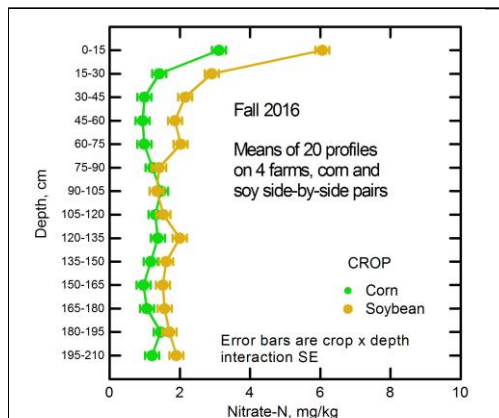 Depth, cm
0-15
15-30
30-45
45-60
60-75
75-90
90-105
105-120
120-135
135-150
150-165
165-180
180-195
195-210
Fall 2016
Means of 20 profiles
on 4 farms, corn and
soy side-by-side pairs
CROP
Corn
Soybean
Error bars are crop x depth
interaction SE
0 2 4 6 8 10
Nitrate-N, mg/kg